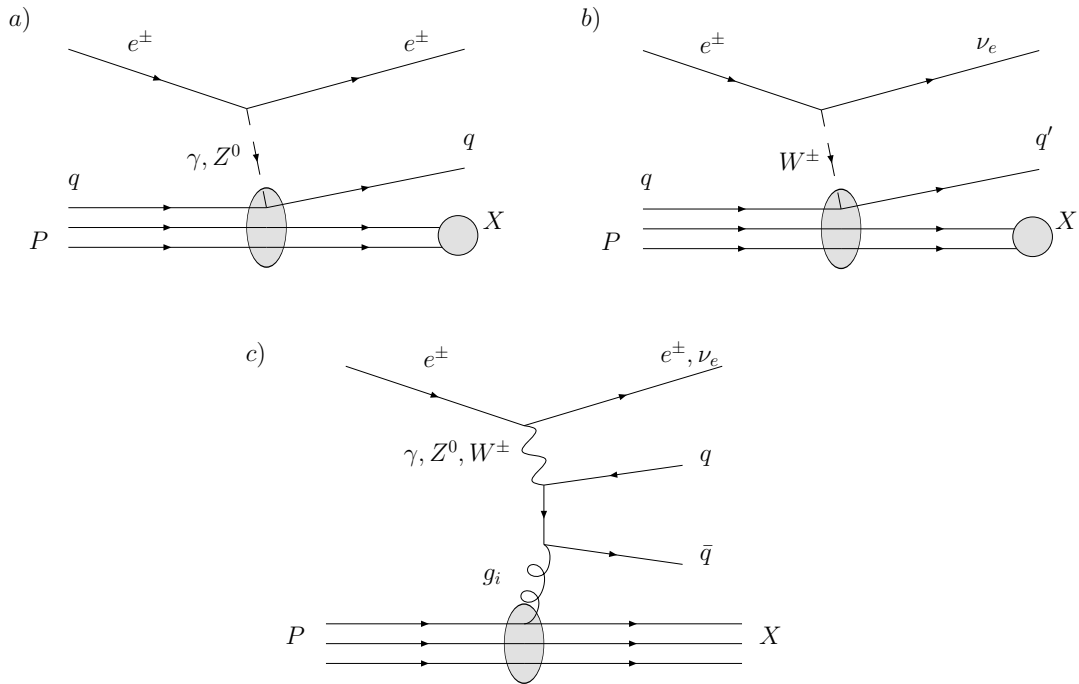 a)
e± e±
γ, Z⁰
q
q
P
X
b)
e± νₑ
W±
q′
q
P
X
c)
e± e±, νₑ
γ, Z⁰, W±
q
q̄
gᵢ
P X